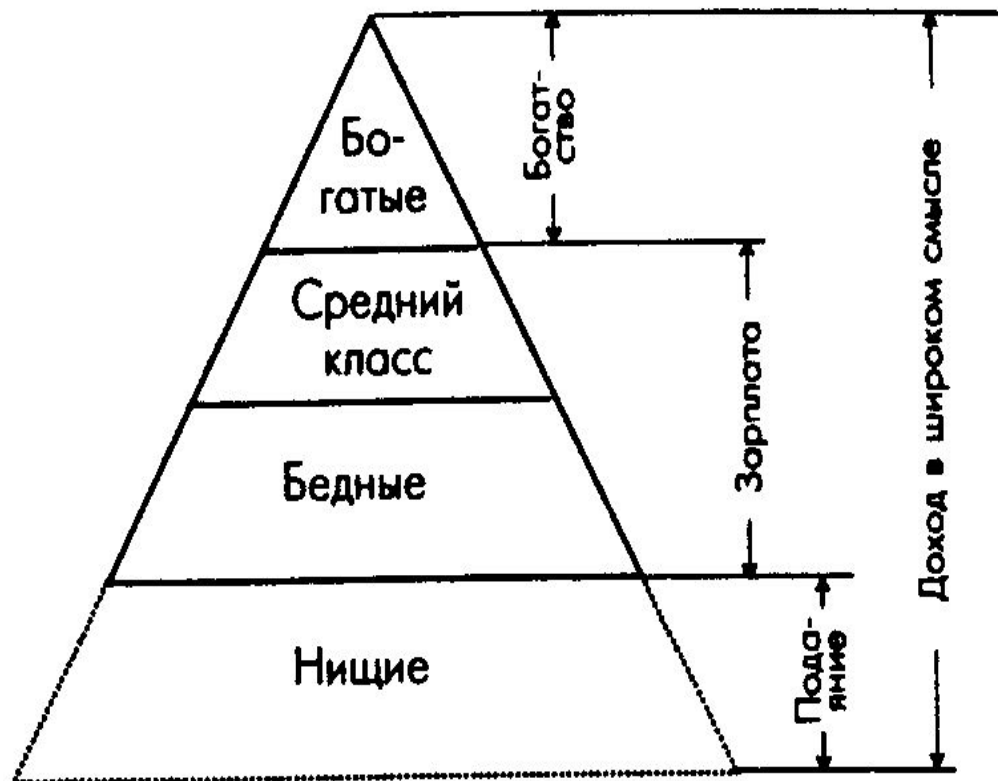 Бо-
гатые
Средний
класс
Бедные
Нищие
Богат-
ство
Зарплата
Пода-
яние
Доход в широком смысле